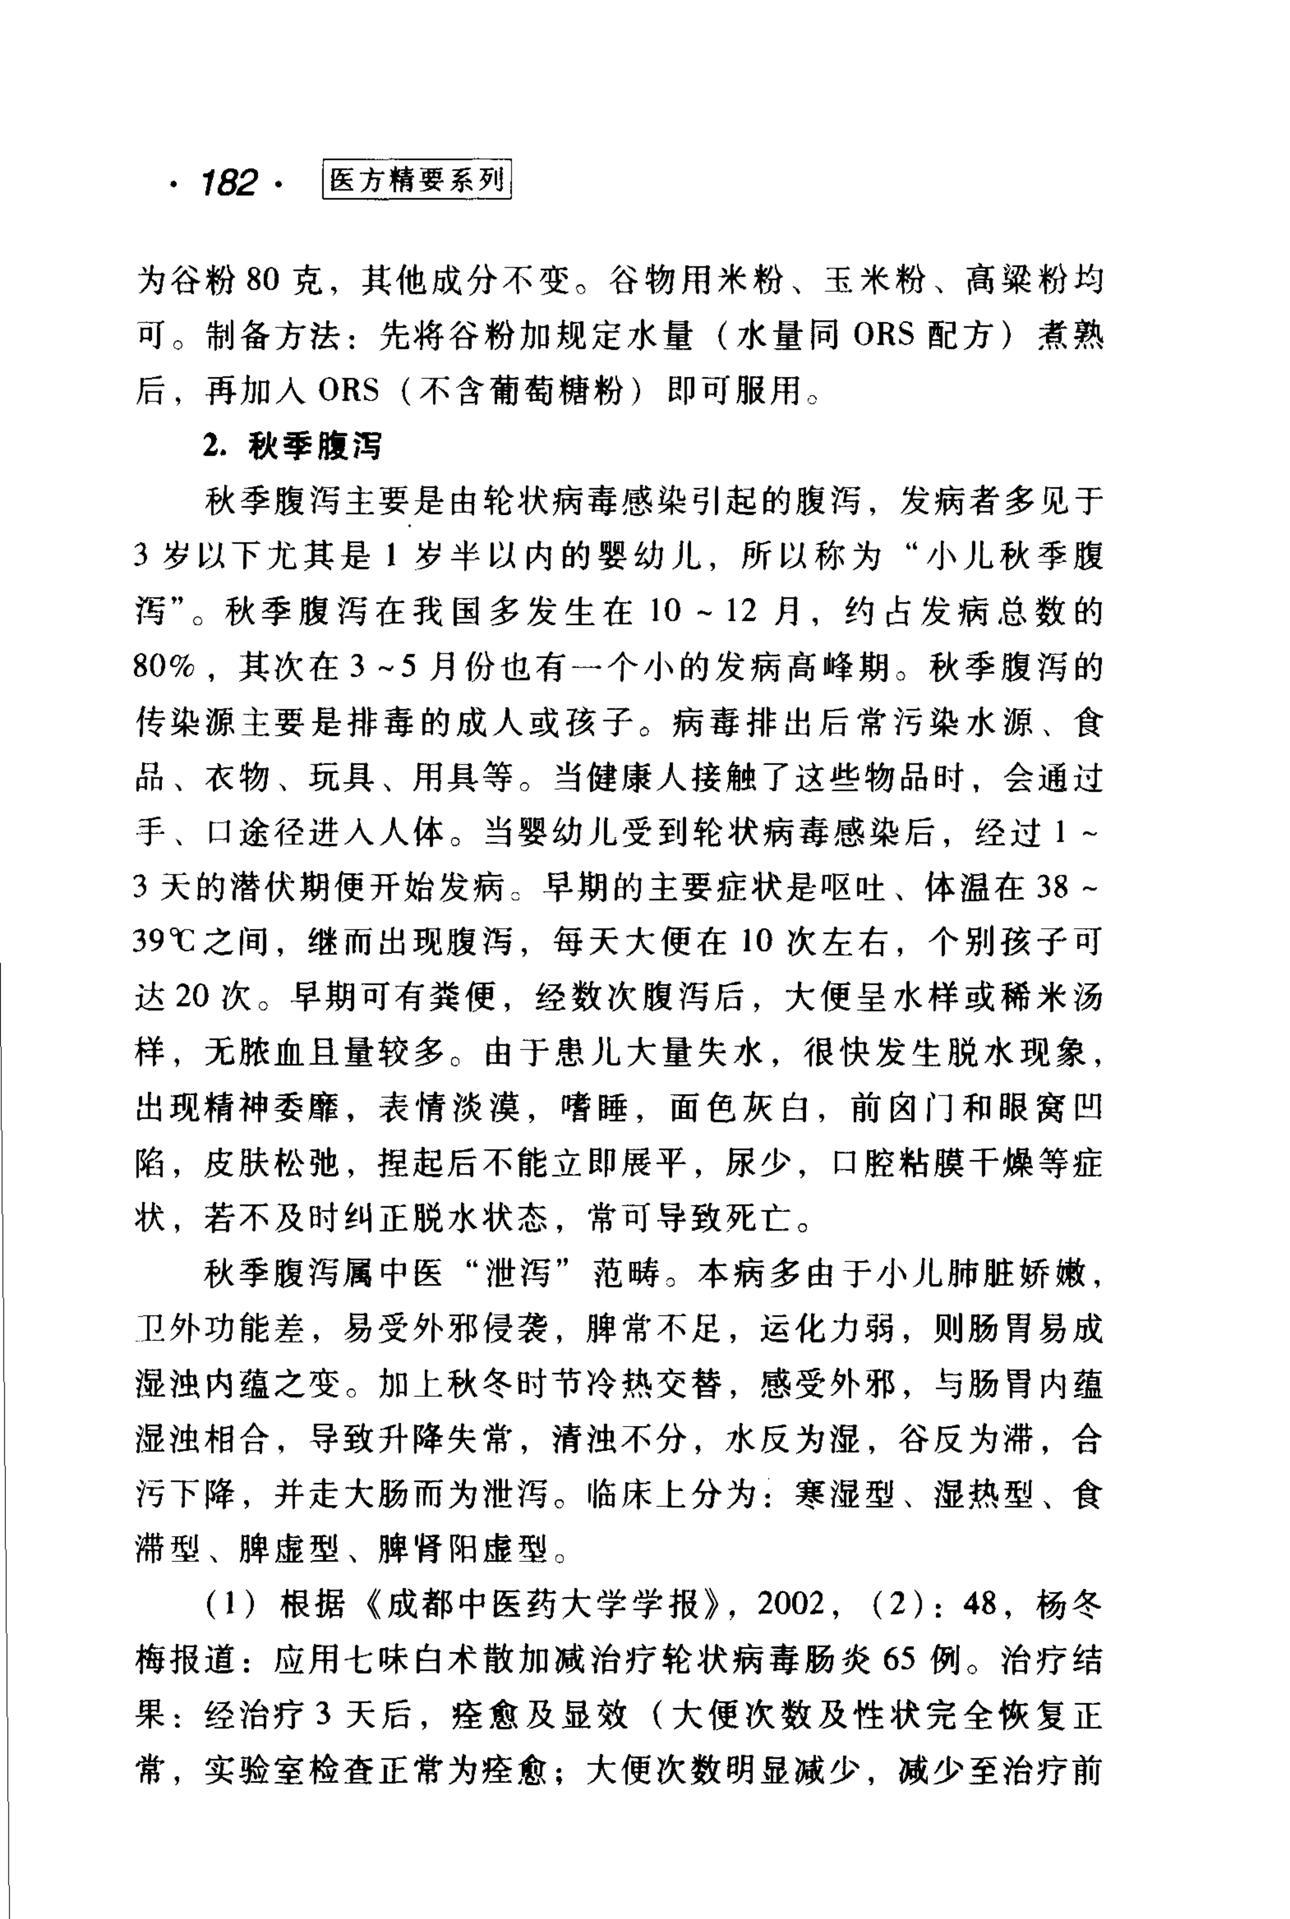 ·182· 医方精要系列
为谷粉 80 克，其他成分不变。谷物用米粉、玉米粉、高粱粉均
可。制备方法：先将谷粉加规定水量（水量同 ORS 配方）煮熟
后，再加入 ORS（不含葡萄糖粉）即可服用。
2. 秋季腹泻
秋季腹泻主要是由轮状病毒感染引起的腹泻，发病者多见于
3 岁以下尤其是 1 岁半以内的婴幼儿，所以称为“小儿秋季腹
泻”。秋季腹泻在我国多发生在 10 ~ 12 月，约占发病总数的
80%，其次在 3 ~ 5 月份也有一个小的发病高峰期。秋季腹泻的
传染源主要是排毒的成人或孩子。病毒排出后常污染水源、食
品、衣物、玩具、用具等。当健康人接触了这些物品时，会通过
手、口途径进入人体。当婴幼儿受到轮状病毒感染后，经过 1 ~
3 天的潜伏期便开始发病。早期的主要症状是呕吐、体温在 38 ~
39℃之间，继而出现腹泻，每天大便在 10 次左右，个别孩子可
达 20 次。早期可有粪便，经数次腹泻后，大便呈水样或稀米汤
样，无脓血且量较多。由于患儿大量失水，很快发生脱水现象，
出现精神委靡，表情淡漠，嗜睡，面色灰白，前囟门和眼窝凹
陷，皮肤松弛，捏起后不能立即展平，尿少，口腔粘膜干燥等症
状，若不及时纠正脱水状态，常可导致死亡。
秋季腹泻属中医“泄泻”范畴。本病多由于小儿肺脏娇嫩，
卫外功能差，易受外邪侵袭，脾常不足，运化力弱，则肠胃易成
湿浊内蕴之变。加上秋冬时节冷热交替，感受外邪，与肠胃内蕴
湿浊相合，导致升降失常，清浊不分，水反为湿，谷反为滞，合
污下降，并走大肠而为泄泻。临床上分为：寒湿型、湿热型、食
滞型、脾虚型、脾肾阳虚型。
（1）根据《成都中医药大学学报》，2002，（2）：48，杨冬
梅报道：应用七味白术散加减治疗轮状病毒肠炎 65 例。治疗结
果：经治疗 3 天后，痊愈及显效（大便次数及性状完全恢复正
常，实验室检查正常为痊愈；大便次数明显减少，减少至治疗前